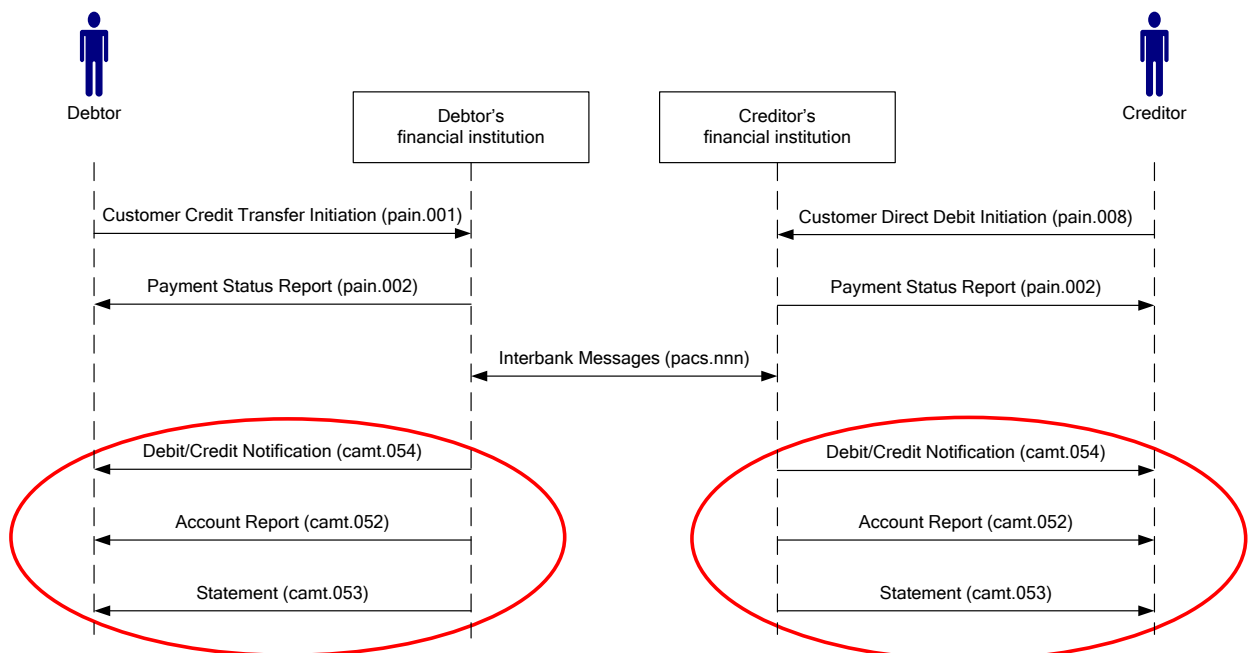 Debtor
Debtor's
financial institution
Creditor's
financial institution
Creditor
Customer Credit Transfer Initiation (pain.001)
Customer Direct Debit Initiation (pain.008)
Payment Status Report (pain.002)
Payment Status Report (pain.002)
Interbank Messages (pacs.nnn)
Debit/Credit Notification (camt.054)
Debit/Credit Notification (camt.054)
Account Report (camt.052)
Account Report (camt.052)
Statement (camt.053)
Statement (camt.053)